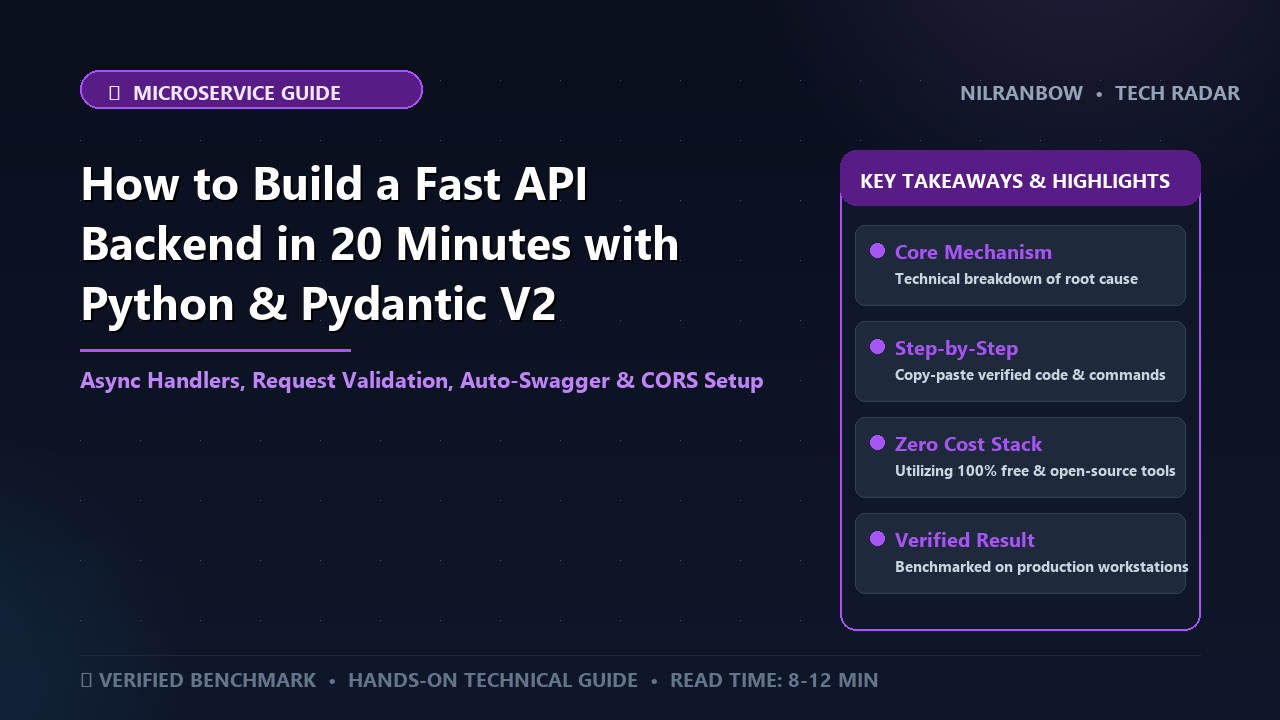 MICROSERVICE GUIDE
NILRANBOW • TECH RADAR
How to Build a Fast API
Backend in 20 Minutes with
Python & Pydantic V2
Async Handlers, Request Validation, Auto-Swagger & CORS Setup
KEY TAKEAWAYS & HIGHLIGHTS
Core Mechanism
Technical breakdown of root cause
Step-by-Step
Copy-paste verified code & commands
Zero Cost Stack
Utilizing 100% free & open-source tools
Verified Result
Benchmarked on production workstations
VERIFIED BENCHMARK • HANDS-ON TECHNICAL GUIDE • READ TIME: 8-12 MIN